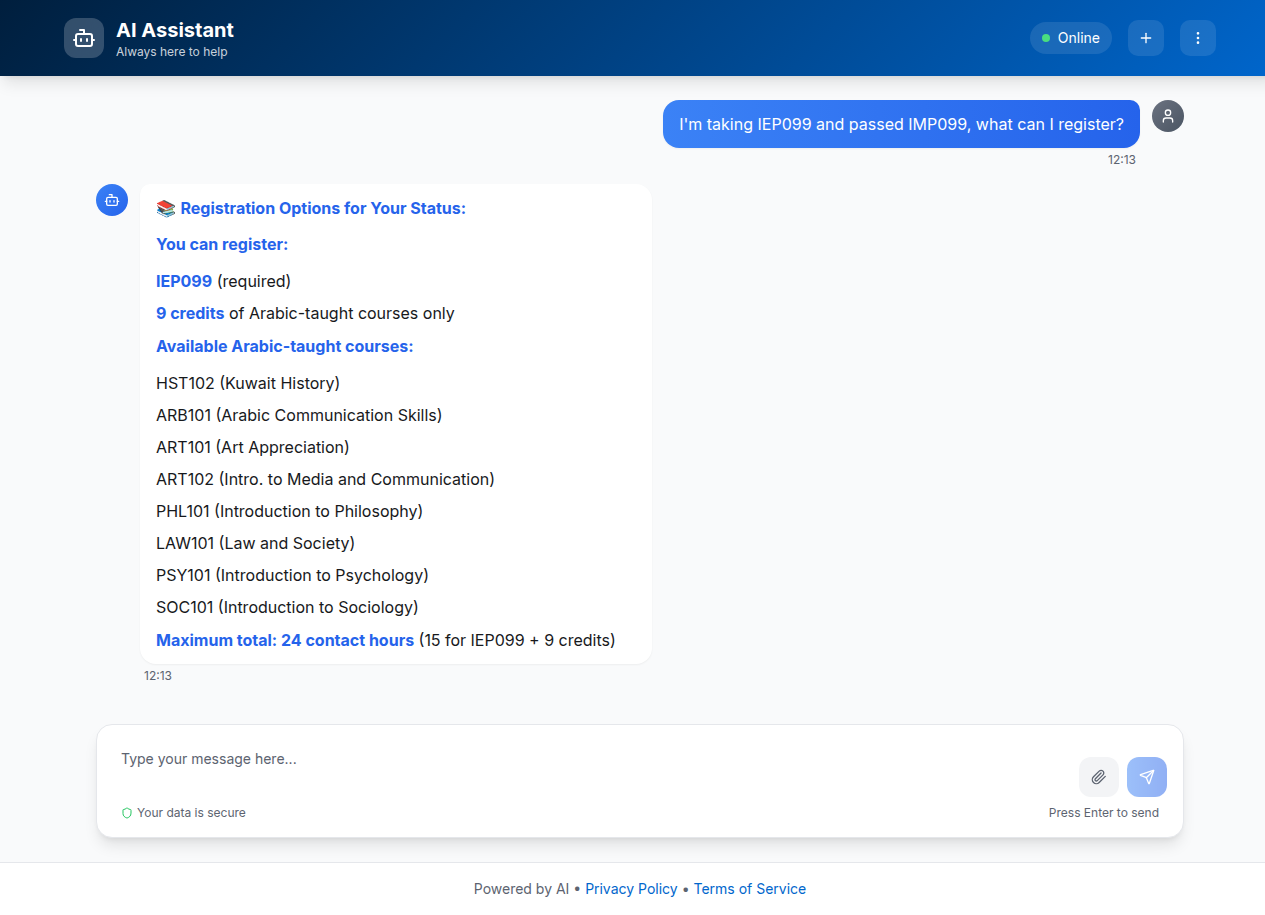 AI Assistant
Always here to help
Online
I'm taking IEP099 and passed IMP099, what can I register?
12:13
📚 Registration Options for Your Status:
You can register:
IEP099 (required)
9 credits of Arabic-taught courses only
Available Arabic-taught courses:
HST102 (Kuwait History)
ARB101 (Arabic Communication Skills)
ART101 (Art Appreciation)
ART102 (Intro. to Media and Communication)
PHL101 (Introduction to Philosophy)
LAW101 (Law and Society)
PSY101 (Introduction to Psychology)
SOC101 (Introduction to Sociology)
Maximum total: 24 contact hours (15 for IEP099 + 9 credits)
12:13
Type your message here...
Your data is secure
Press Enter to send
Powered by AI • Privacy Policy • Terms of Service